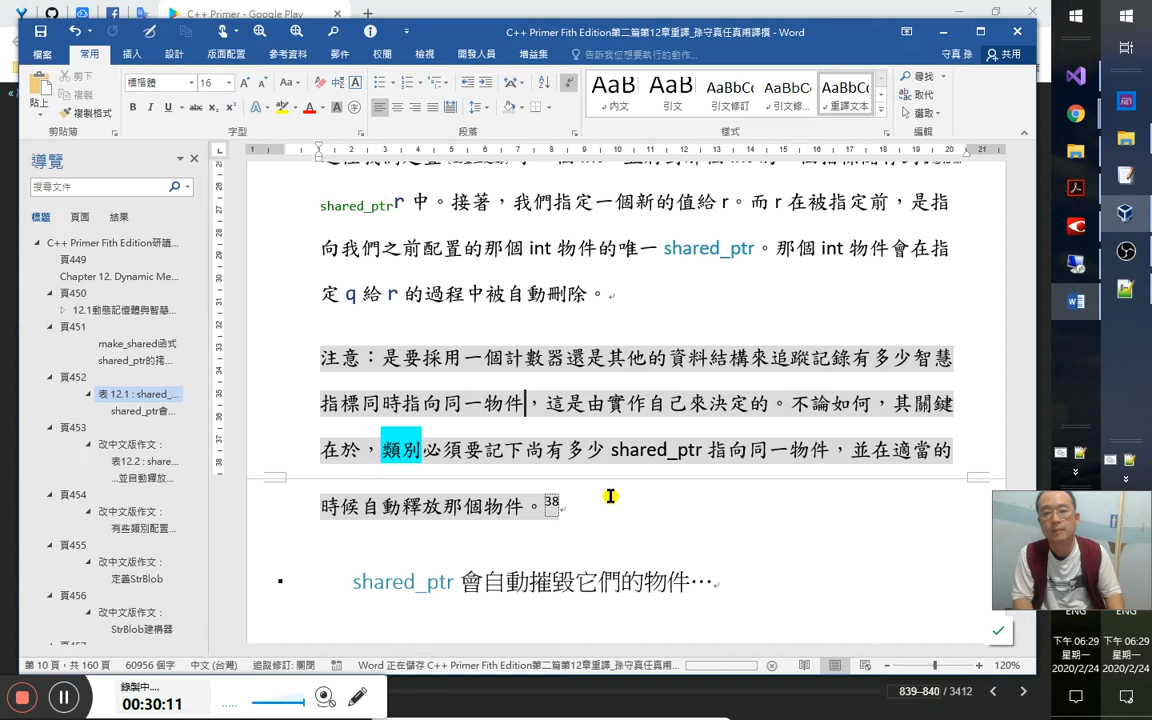 C++ Primer - Google Play
C++ Primer Fifth Edition第二篇第12章重譯_孫守真任真甫譯撰 - Word
檔案 常用 插入 設計 版面配置 參考資料 郵件 校閱 檢視 開發人員 增益集 告訴我您想要執行的動作... 守真 孫 共用
貼上 剪下 複製 複製格式
標楷體 16
B I U abc
AaB AaB AaBbCc AaBbC AaBbCc
內文 引文 引文修訂 引文修... 重譯文本
尋找 取代 選取
剪貼簿 字型 段落 樣式 編輯
導覽
搜尋文件
標題 頁面 結果
C++ Primer Fith Edition研讀...
頁449
Chapter 12. Dynamic Me...
頁450
12.1動態記憶體與智慧...
頁451
make_shared函式
shared_ptr的拷...
頁452
表 12.1 : shared_...
shared_ptr會...
頁453
改中文版作文：
表12.2 : share...
...並自動釋放...
頁454
有些類別配置...
頁455
改中文版作文：
定義StrBlob
頁456
改中文版作文：
StrBlob建構器
shared_ptrr 中。接著，我們指定一個新的值給 r。而 r 在被指定前，是指
向我們之前配置的那個 int 物件的唯一 shared_ptr。那個 int 物件會在指
定 q 給 r 的過程中被自動刪除。
注意：是要採用一個計數器還是其他的資料結構來追蹤記錄有多少智慧
指標同時指向同一物件，這是由實作自己來決定的。不論如何，其關鍵
在於，類別必須要記下尚有多少 shared_ptr 指向同一物件，並在適當的
時候自動釋放那個物件。38
shared_ptr 會自動摧毀它們的物件…
第 10 頁，共 160 頁 60956 個字 中文 (台灣) 追蹤修訂: 關閉 Word 正在儲存 C++ Primer Fith Edition第二篇第12章重譯_孫守真任真甫... 120%
錄製中....
00:30:11
839–840 / 3412
ENG ENG
下午 06:29 下午 06:29
星期一 星期一
2020/2/24 2020/2/24